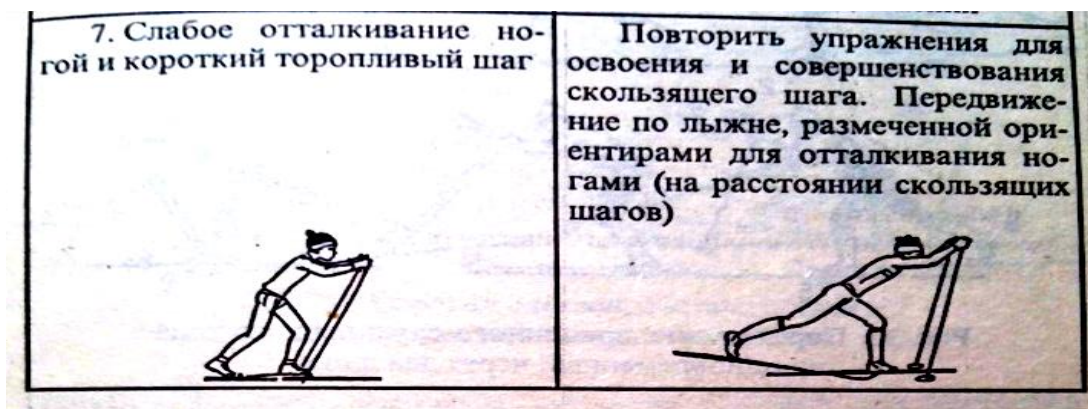 7. Слабое отталкивание но-
гой и короткий торопливый шаг
Повторить упражнения для
освоения и совершенствования
скользящего шага. Передвиже-
ние по лыжне, размеченной ори-
ентирами для отталкивания но-
гами (на расстоянии скользящих
шагов)